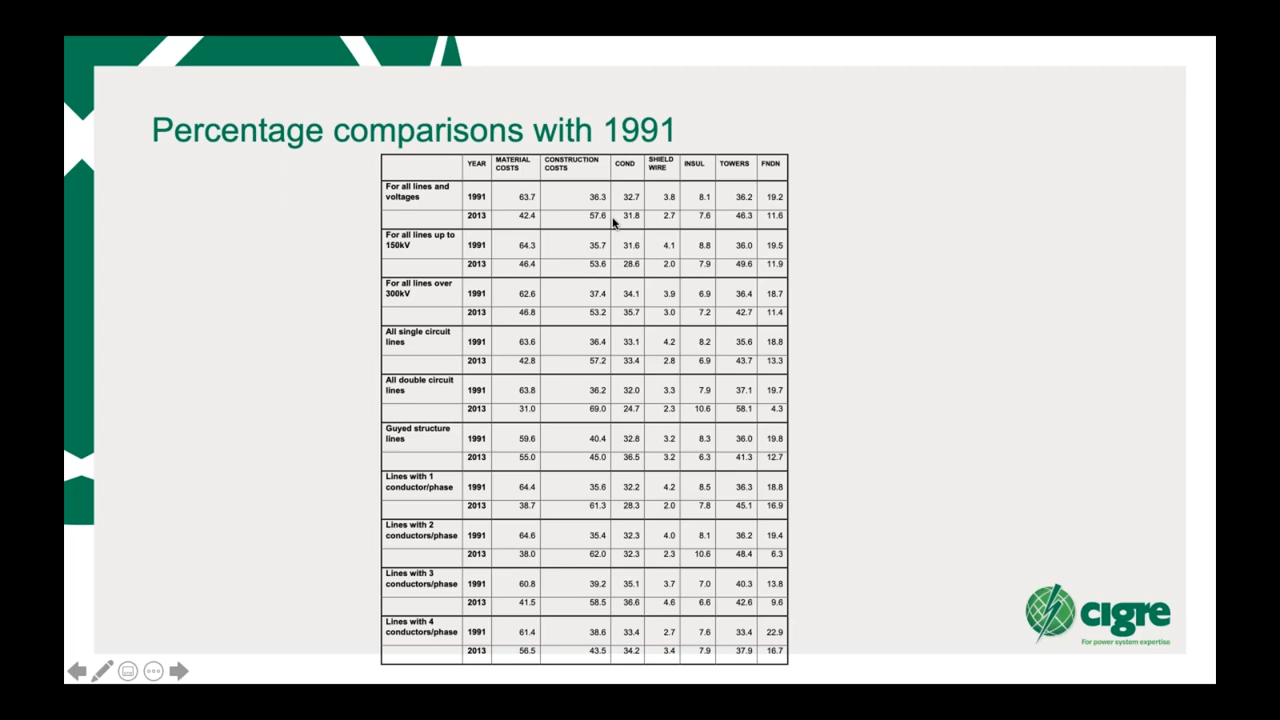 Percentage comparisons with 1991
YEAR MATERIAL COSTS CONSTRUCTION COSTS COND SHIELD WIRE INSUL TOWERS FNDN
For all lines and voltages 1991 63.7 36.3 32.7 3.8 8.1 36.2 19.2
2013 42.4 57.6 31.8 2.7 7.6 46.3 11.6
For all lines up to 150kV 1991 64.3 35.7 31.6 4.1 8.8 36.0 19.5
2013 46.4 53.6 28.6 2.0 7.9 49.6 11.9
For all lines over 300kV 1991 62.6 37.4 34.1 3.9 6.9 36.4 18.7
2013 46.8 53.2 35.7 3.0 7.2 42.7 11.4
All single circuit lines 1991 63.6 36.4 33.1 4.2 8.2 35.6 18.8
2013 42.8 57.2 33.4 2.8 6.9 43.7 13.3
All double circuit lines 1991 63.8 36.2 32.0 3.3 7.9 37.1 19.7
2013 31.0 69.0 24.7 2.3 10.6 58.1 4.3
Guyed structure lines 1991 59.6 40.4 32.8 3.2 8.3 36.0 19.8
2013 55.0 45.0 36.5 3.2 6.3 41.3 12.7
Lines with 1 conductor/phase 1991 64.4 35.6 32.2 4.2 8.5 36.3 18.8
2013 38.7 61.3 28.3 2.0 7.8 45.1 16.9
Lines with 2 conductors/phase 1991 64.6 35.4 32.3 4.0 8.1 36.2 19.4
2013 38.0 62.0 32.3 2.3 10.6 48.4 6.3
Lines with 3 conductors/phase 1991 60.8 39.2 35.1 3.7 7.0 40.3 13.8
2013 41.5 58.5 36.6 4.6 6.6 42.6 9.6
Lines with 4 conductors/phase 1991 61.4 38.6 33.4 2.7 7.6 33.4 22.9
2013 56.5 43.5 34.2 3.4 7.9 37.9 16.7
cigre
For power system expertise